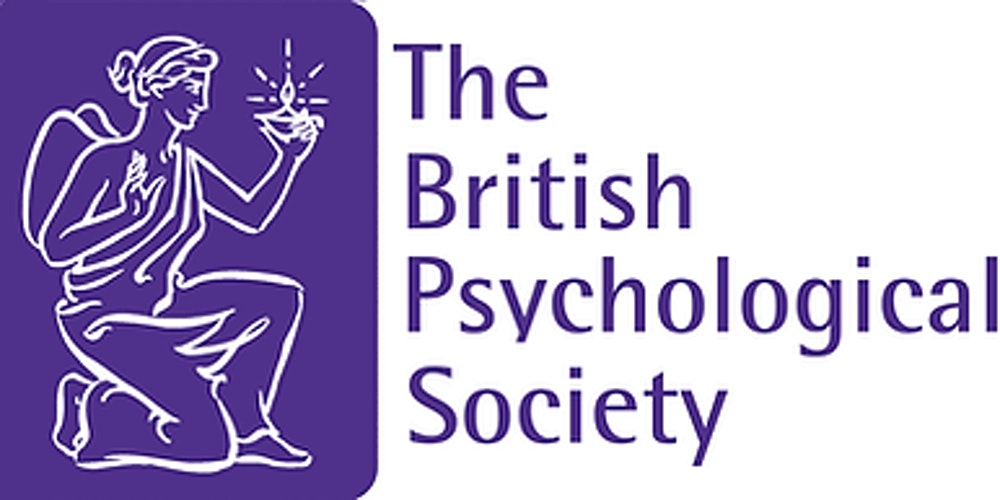 The
British
Psychological
Society